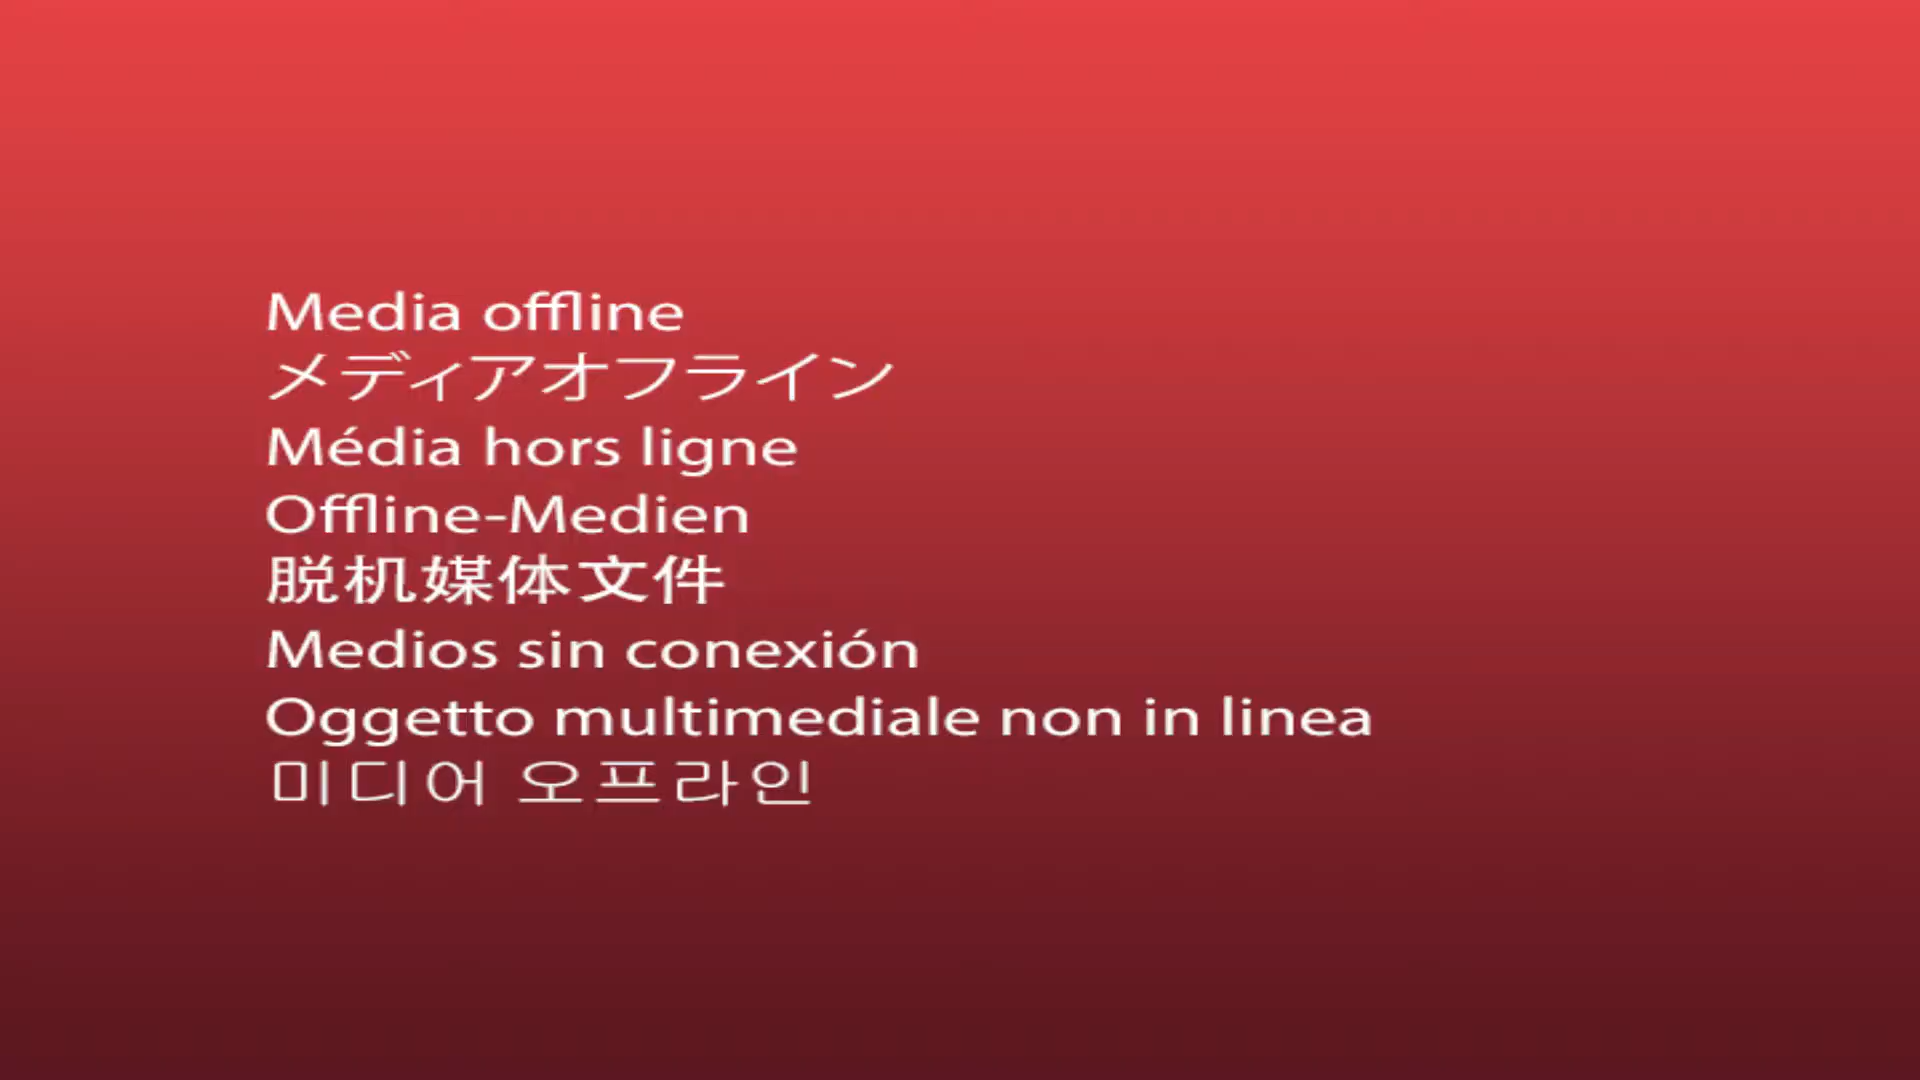 Media offline
メディアオフライン
Média hors ligne
Offline-Medien
脱机媒体文件
Medios sin conexión
Oggetto multimediale non in linea
미디어 오프라인